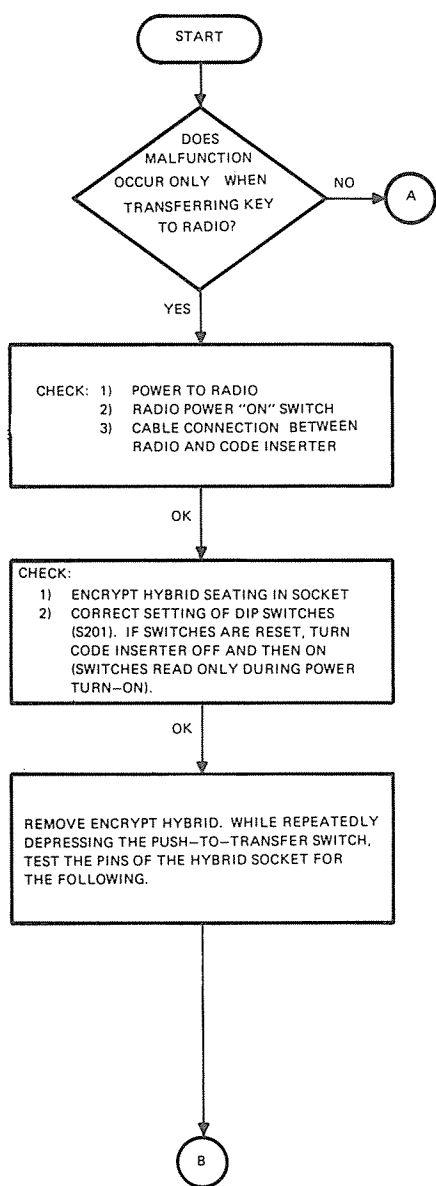 START
DOES
MALFUNCTION
OCCUR ONLY WHEN
TRANSFERRING KEY
TO RADIO?
NO
A
YES
CHECK: 1) POWER TO RADIO
2) RADIO POWER "ON" SWITCH
3) CABLE CONNECTION BETWEEN
RADIO AND CODE INSERTER
OK
CHECK:
1) ENCRYPT HYBRID SEATING IN SOCKET
2) CORRECT SETTING OF DIP SWITCHES
(S201). IF SWITCHES ARE RESET, TURN
CODE INSERTER OFF AND THEN ON
(SWITCHES READ ONLY DURING POWER
TURN-ON).
OK
REMOVE ENCRYPT HYBRID. WHILE REPEATEDLY
DEPRESSING THE PUSH-TO-TRANSFER SWITCH,
TEST THE PINS OF THE HYBRID SOCKET FOR
THE FOLLOWING.
B